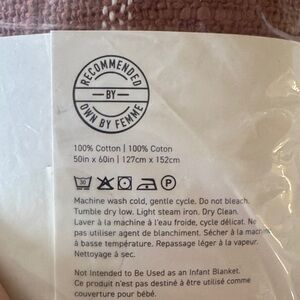 RECOMMENDED
BY
OWN BY FEMME
100% Cotton | 100% Coton
50in x 60in | 127cm x 152cm
30
P
Machine wash cold, gentle cycle. Do not bleach.
Tumble dry low. Light steam iron. Dry Clean.
Laver à la machine à l'eau froide, cycle délicat. Ne
pas utiliser agent de blanchiment. Sécher à la machine
à basse température. Repassage léger à la vapeur.
Nettoyage à sec.
Not Intended to Be Used as an Infant Blanket.
Ce produit n'est pas destiné à être utilisé comme
couverture pour bébé.